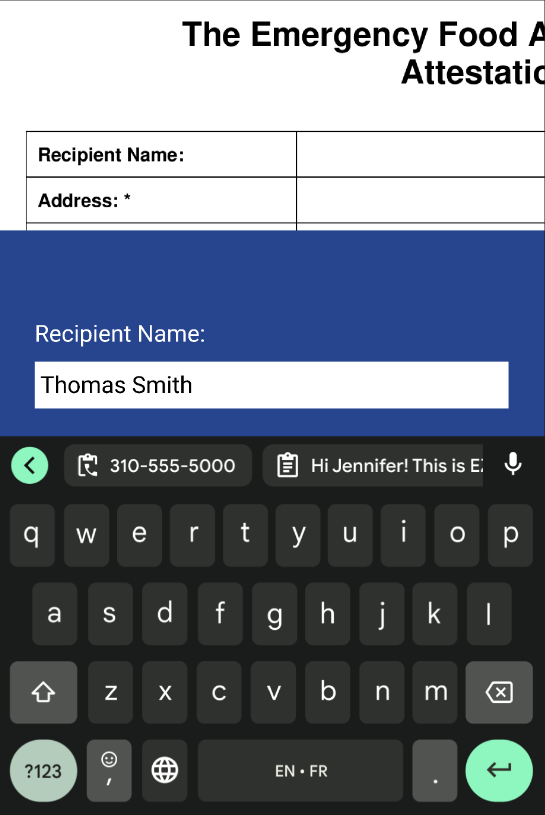 The Emergency Food A
Attestatio
Recipient Name:
Address: *
Recipient Name:
Thomas Smith
310-555-5000 Hi Jennifer! This is E
q w e r t y u i o p
a s d f g h j k l
z x c v b n m
?123 , EN • FR .